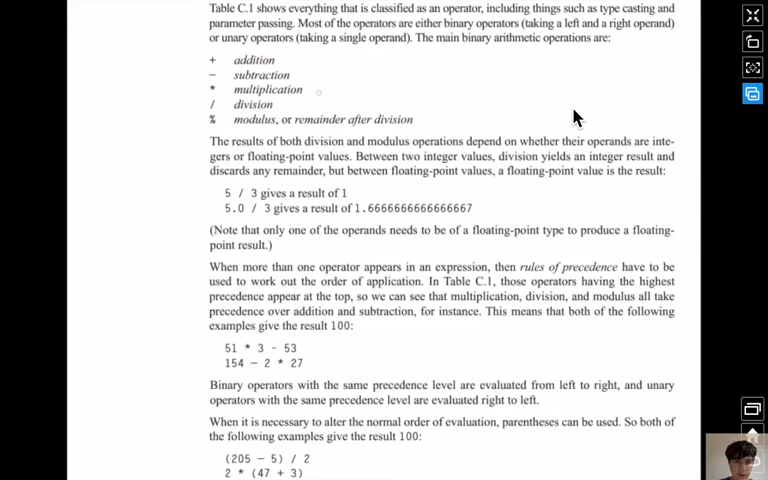 Table C.1 shows everything that is classified as an operator, including things such as type casting and
parameter passing. Most of the operators are either binary operators (taking a left and a right operand)
or unary operators (taking a single operand). The main binary arithmetic operations are:
+ addition
– subtraction
* multiplication
/ division
% modulus, or remainder after division
The results of both division and modulus operations depend on whether their operands are inte-
gers or floating-point values. Between two integer values, division yields an integer result and
discards any remainder, but between floating-point values, a floating-point value is the result:
5 / 3 gives a result of 1
5.0 / 3 gives a result of 1.6666666666666667
(Note that only one of the operands needs to be of a floating-point type to produce a floating-
point result.)
When more than one operator appears in an expression, then rules of precedence have to be
used to work out the order of application. In Table C.1, those operators having the highest
precedence appear at the top, so we can see that multiplication, division, and modulus all take
precedence over addition and subtraction, for instance. This means that both of the following
examples give the result 100:
51 * 3 – 53
154 – 2 * 27
Binary operators with the same precedence level are evaluated from left to right, and unary
operators with the same precedence level are evaluated right to left.
When it is necessary to alter the normal order of evaluation, parentheses can be used. So both of
the following examples give the result 100:
(205 – 5) / 2
2 * (47 + 3)